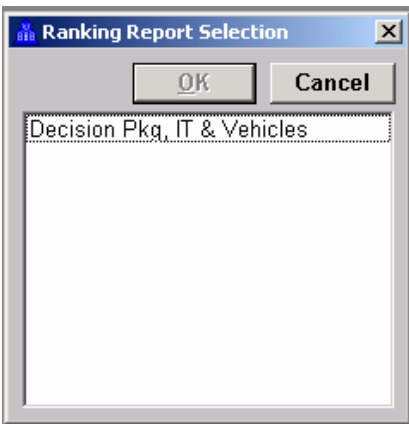 Ranking Report Selection
OK Cancel
Decision Pkg, IT & Vehicles